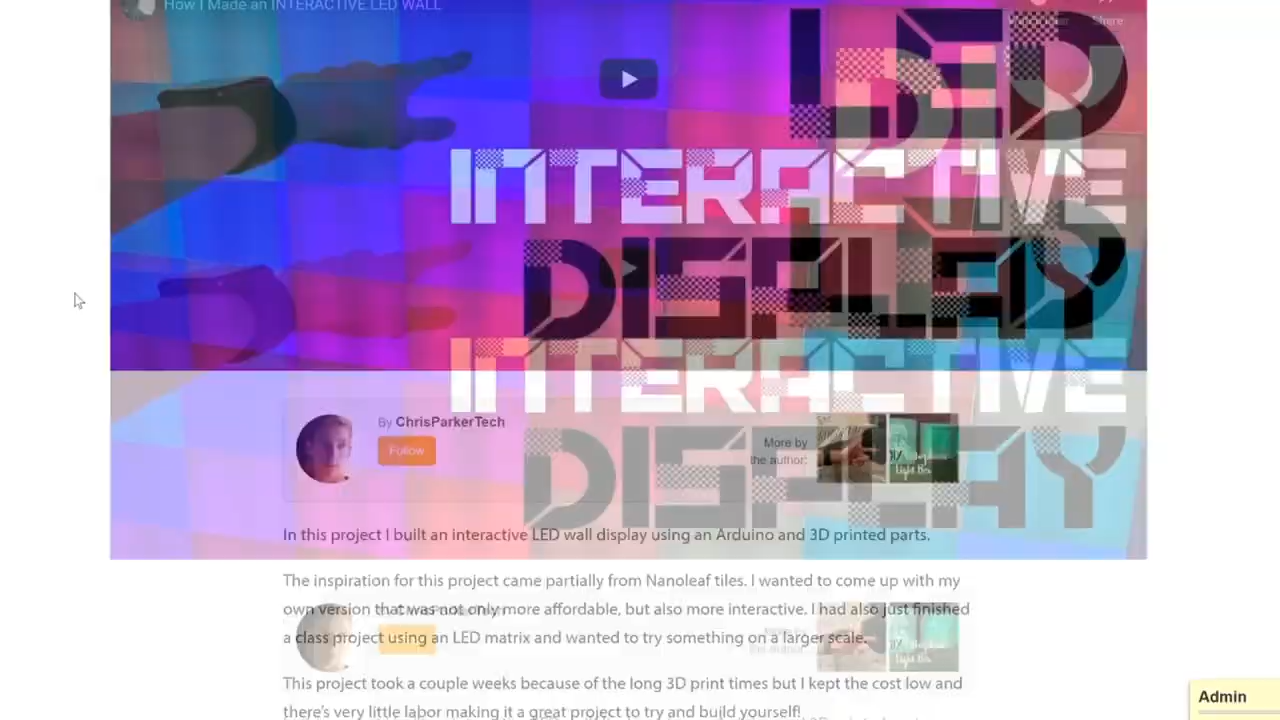 How I Made an INTERACTIVE LED WALL
Share
LED
INTERACTIVE
DISPLAY
INTERACTIVE
By ChrisParkerTech
Follow
More by
the author:
DISPLAY
In this project I built an interactive LED wall display using an Arduino and 3D printed parts.
The inspiration for this project came partially from Nanoleaf tiles. I wanted to come up with my
own version that was not only more affordable, but also more interactive. I had also just finished
a class project using an LED matrix and wanted to try something on a larger scale.
This project took a couple weeks because of the long 3D print times but I kept the cost low and
there's very little labor making in a great project to try and build yourself!
Admin